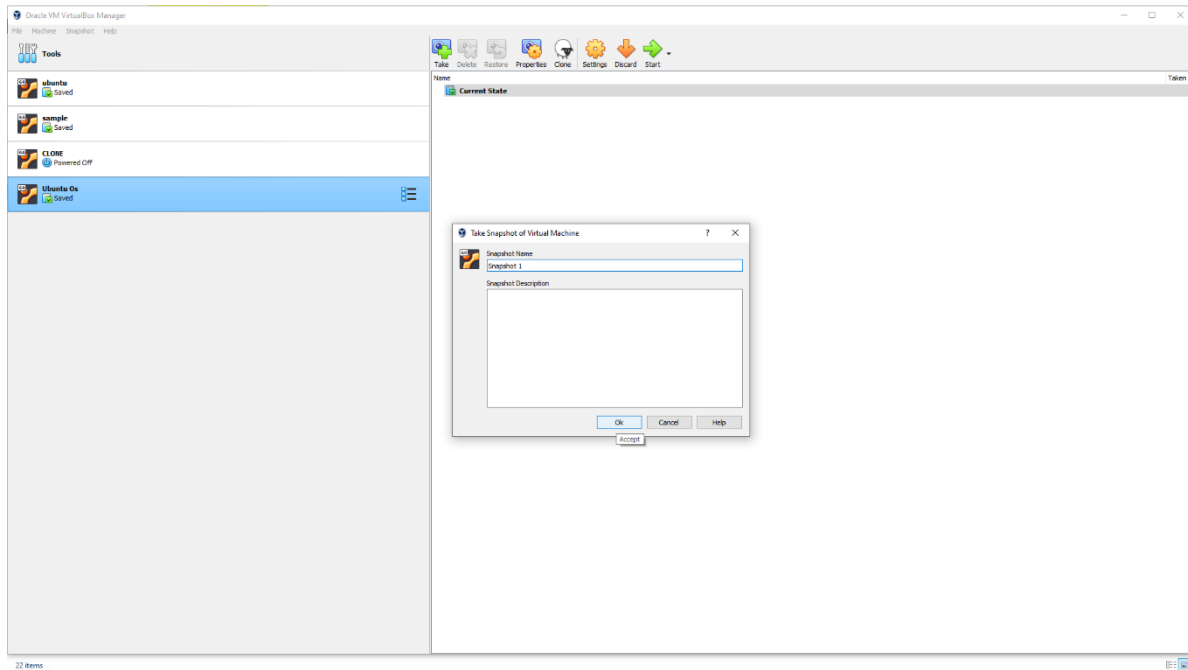 Oracle VM VirtualBox Manager
File Machine Snapshot Help
Tools
Take Delete Restore Properties Clone Settings Discard Start
Name Taken
Current State
ubuntu
Saved
sample
Saved
CLONE
Powered Off
Ubuntu Os
Saved
Take Snapshot of Virtual Machine ?
Snapshot Name
Snapshot 1
Snapshot Description
Ok Cancel Help
Accept
22 items